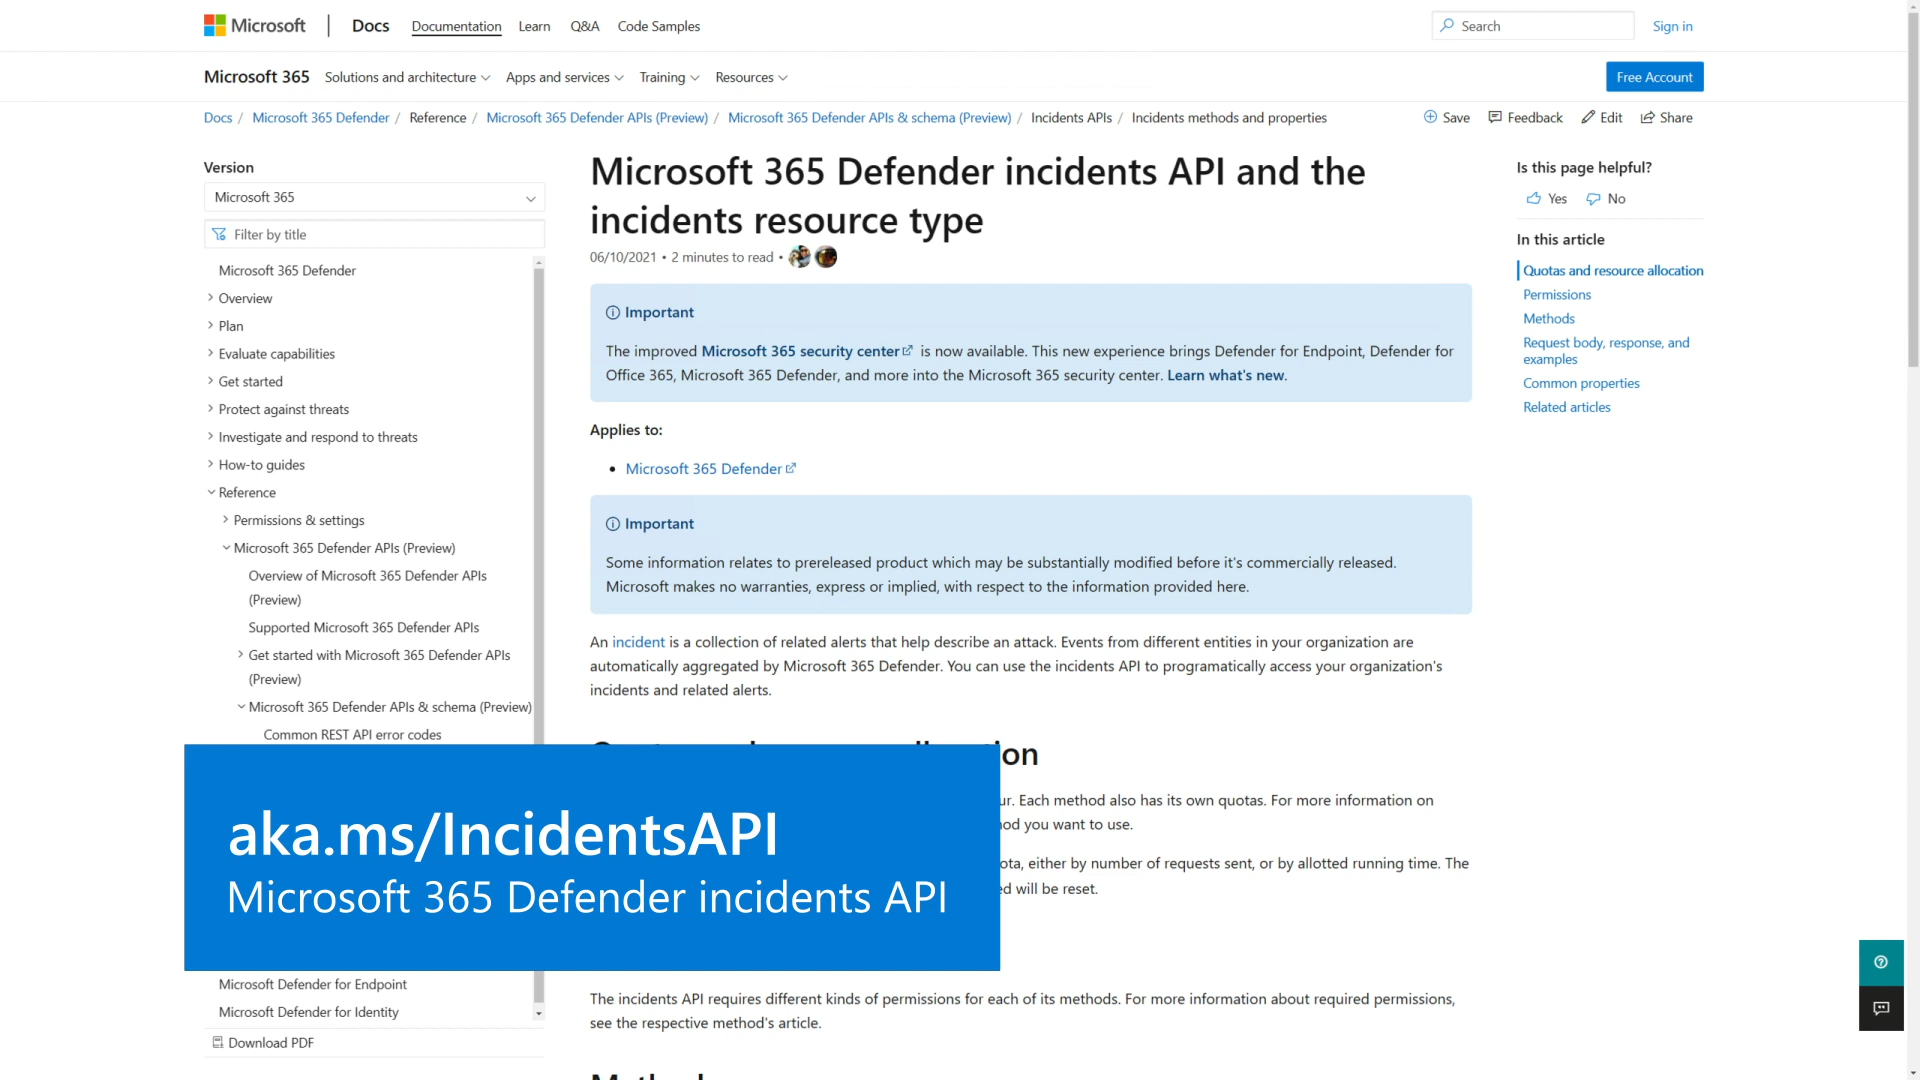 Microsoft
Docs
Documentation
Learn
Q&A
Code Samples
Search
Sign in
Microsoft 365
Solutions and architecture
Apps and services
Training
Resources
Free Account
Docs / Microsoft 365 Defender / Reference / Microsoft 365 Defender APIs (Preview) / Microsoft 365 Defender APIs & schema (Preview) / Incidents APIs / Incidents methods and properties
Save
Feedback
Edit
Share
Version
Microsoft 365
Filter by title
Microsoft 365 Defender
Overview
Plan
Evaluate capabilities
Get started
Protect against threats
Investigate and respond to threats
How-to guides
Reference
Permissions & settings
Microsoft 365 Defender APIs (Preview)
Overview of Microsoft 365 Defender APIs
(Preview)
Supported Microsoft 365 Defender APIs
Get started with Microsoft 365 Defender APIs
(Preview)
Microsoft 365 Defender APIs & schema (Preview)
Common REST API error codes
Microsoft Defender for Endpoint
Microsoft Defender for Identity
Download PDF
Microsoft 365 Defender incidents API and the
incidents resource type
06/10/2021 • 2 minutes to read •
Important
The improved Microsoft 365 security center is now available. This new experience brings Defender for Endpoint, Defender for
Office 365, Microsoft 365 Defender, and more into the Microsoft 365 security center. Learn what's new.
Applies to:
• Microsoft 365 Defender
Important
Some information relates to prereleased product which may be substantially modified before it's commercially released.
Microsoft makes no warranties, express or implied, with respect to the information provided here.
An incident is a collection of related alerts that help describe an attack. Events from different entities in your organization are
automatically aggregated by Microsoft 365 Defender. You can use the incidents API to programatically access your organization's
incidents and related alerts.
Each method also has its own quotas. For more information on
you want to use.
either by number of requests sent, or by allotted running time. The
will be reset.
The incidents API requires different kinds of permissions for each of its methods. For more information about required permissions,
see the respective method's article.
Is this page helpful?
Yes
No
In this article
Quotas and resource allocation
Permissions
Methods
Request body, response, and
examples
Common properties
Related articles
aka.ms/IncidentsAPI
Microsoft 365 Defender incidents API